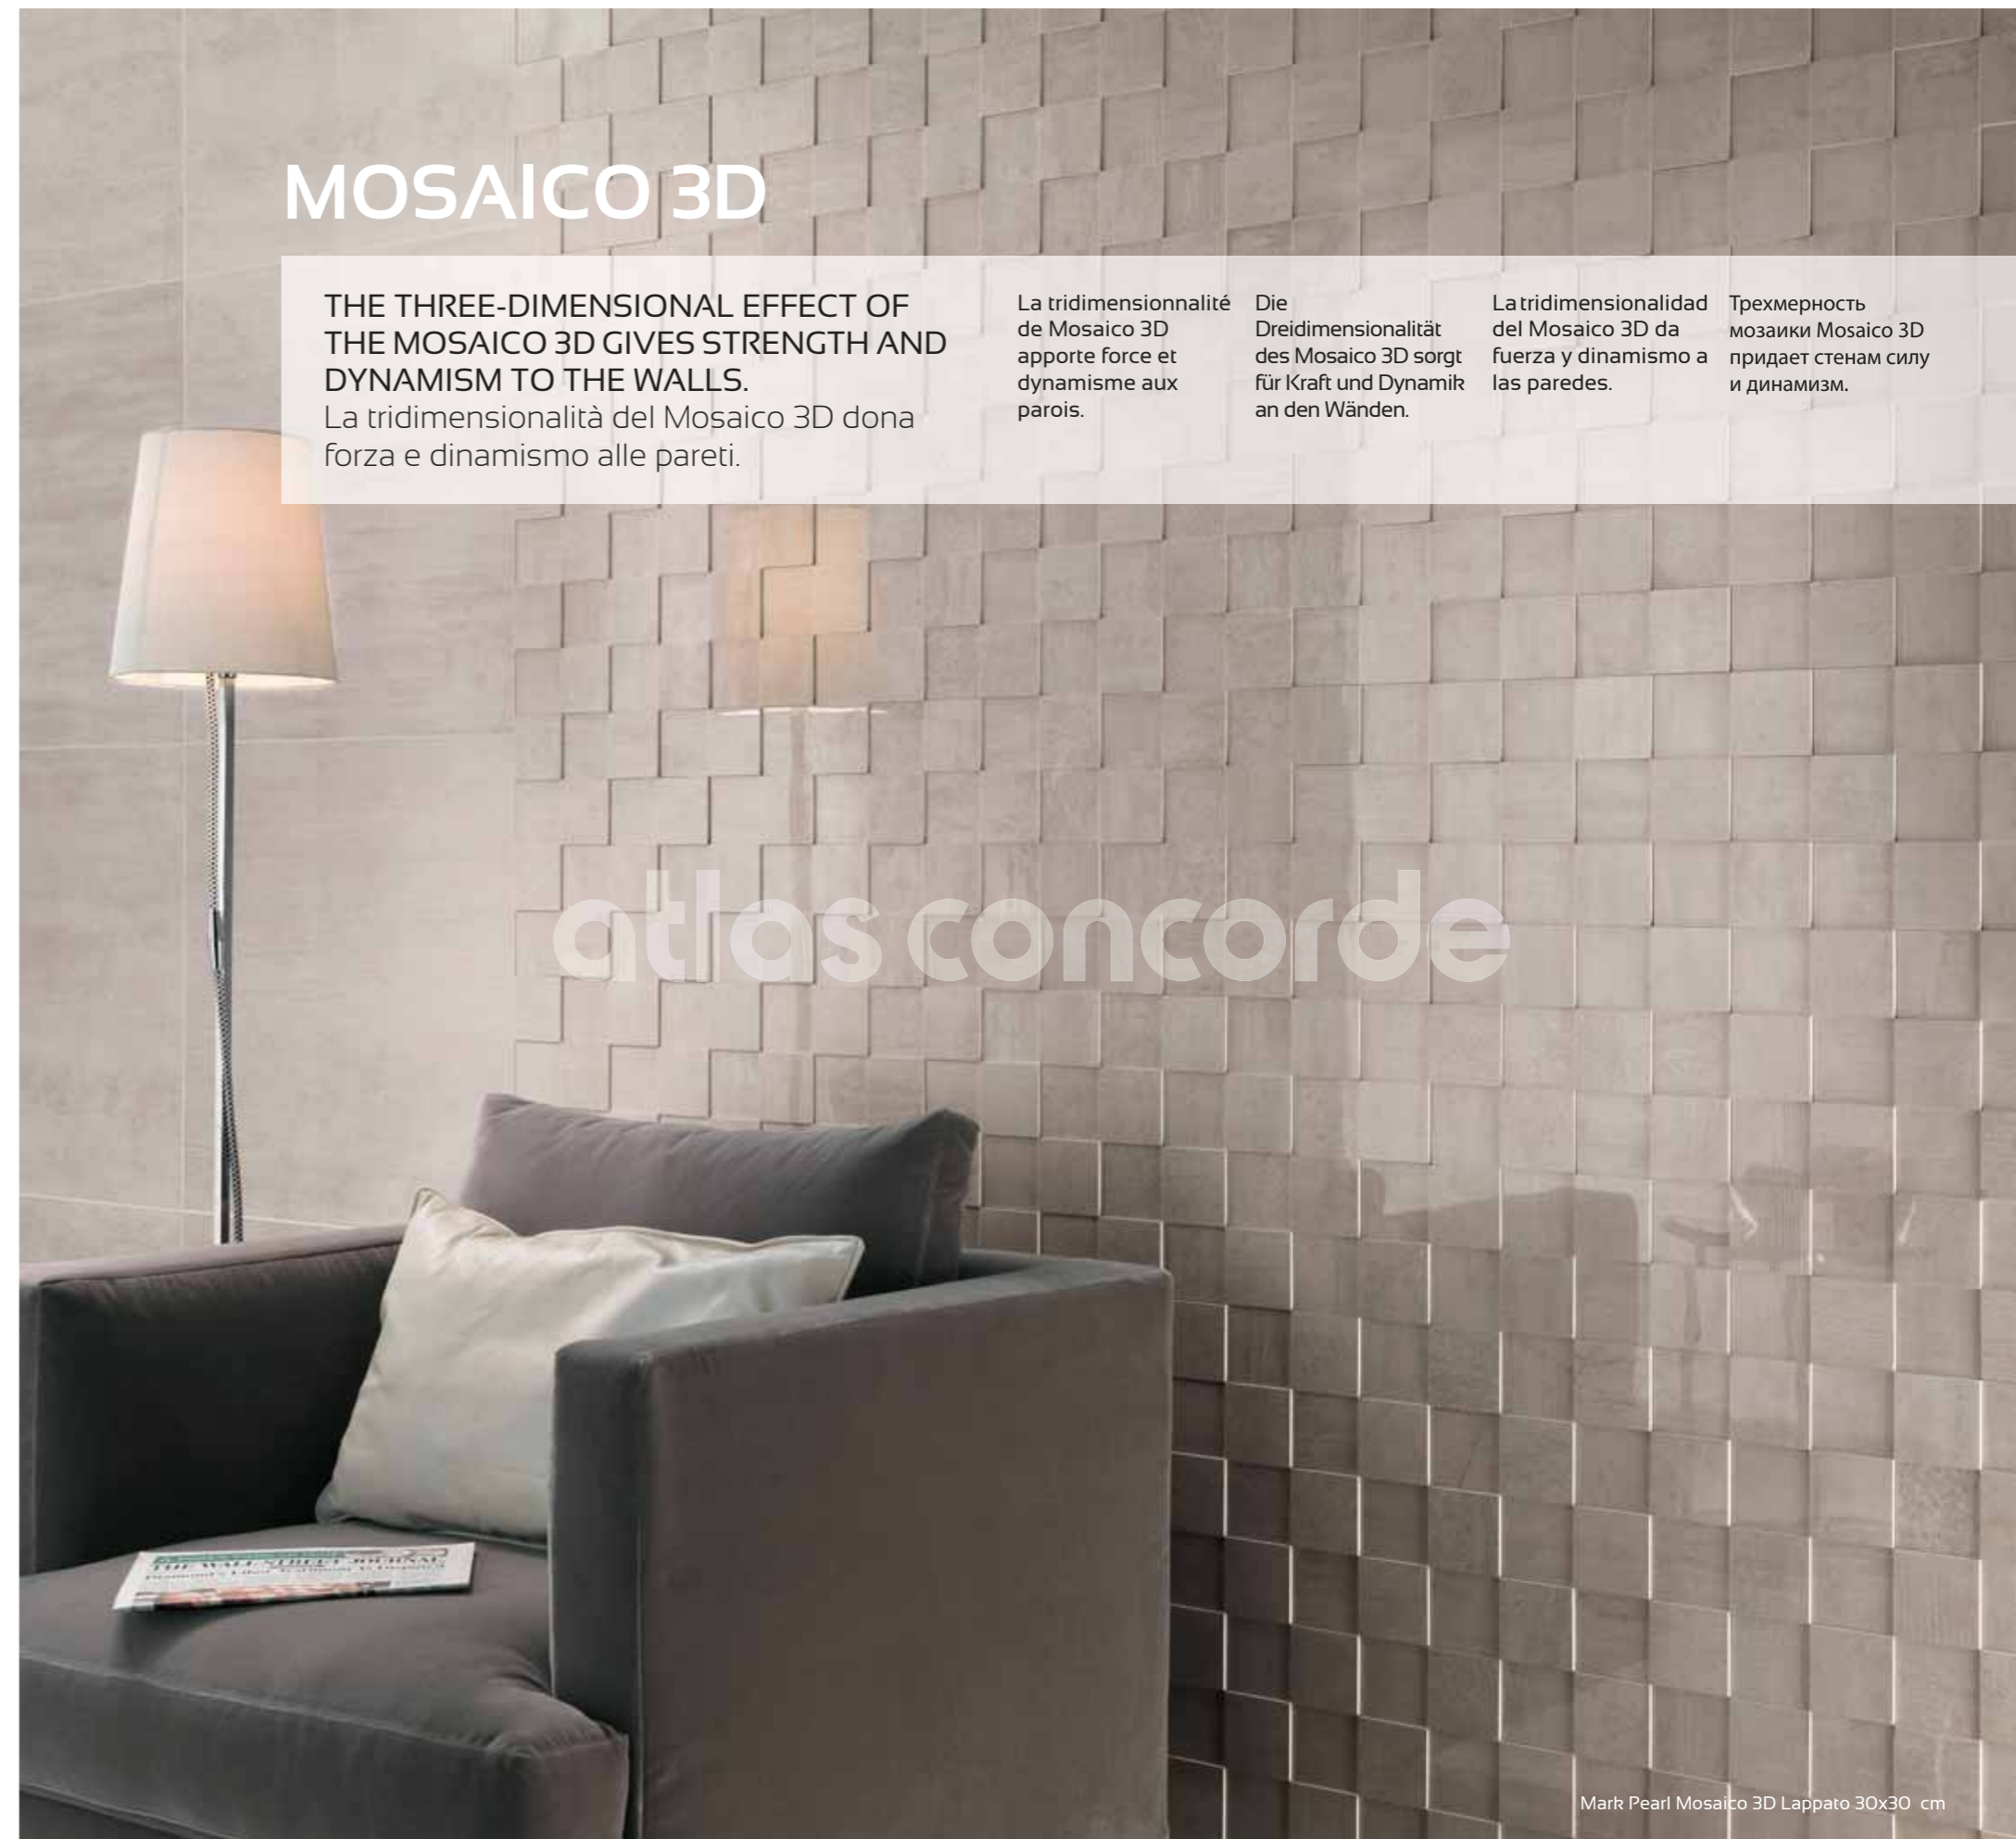 MOSAICO 3D
THE THREE-DIMENSIONAL EFFECT OF
THE MOSAICO 3D GIVES STRENGTH AND
DYNAMISM TO THE WALLS.
La tridimensionalità del Mosaico 3D dona
forza e dinamismo alle pareti.
La tridimensionnalité
de Mosaico 3D
apporte force et
dynamisme aux
parois.
Die
Dreidimensionalität
des Mosaico 3D sorgt
für Kraft und Dynamik
an den Wänden.
La tridimensionalidad
del Mosaico 3D da
fuerza y dinamismo a
las paredes.
Трехмерность
мозаики Mosaico 3D
придает стенам силу
и динамизм.
atlas concorde
THE WALL STREET JOURNAL
Mark Pearl Mosaico 3D Lappato 30x30 cm